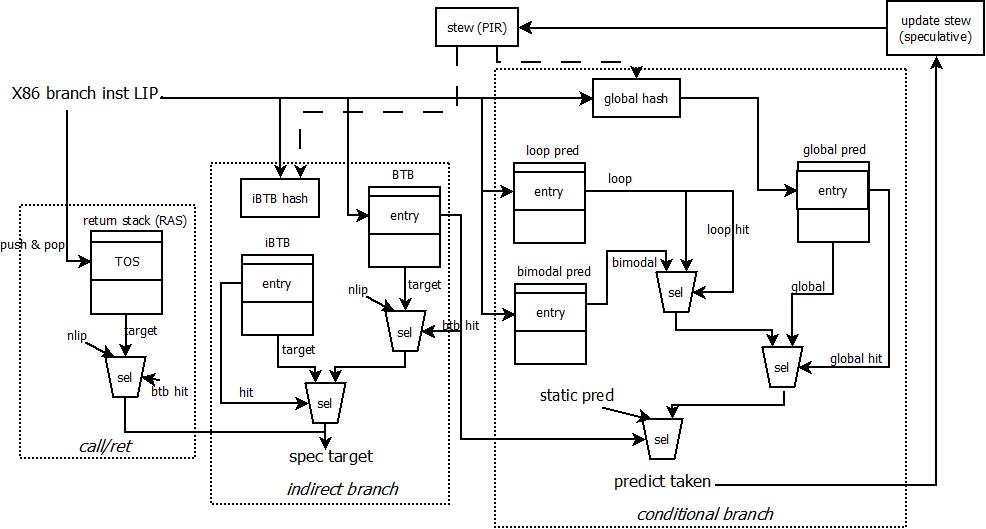 stew (PIR)
update stew
(speculative)
X86 branch inst LIP
global hash
loop pred
global pred
BTB
entry
loop
entry
iBTB hash
entry
return stack (RAS)
loop hit
push & pop
TOS
iBTB
bimodal pred
bimodal
entry
nlip
target
sel
global
entry
target
sel
btb hit
nlip
target
sel
global hit
sel
btb hit
hit
sel
static pred
sel
call/ret
spec target
predict taken
indirect branch
conditional branch